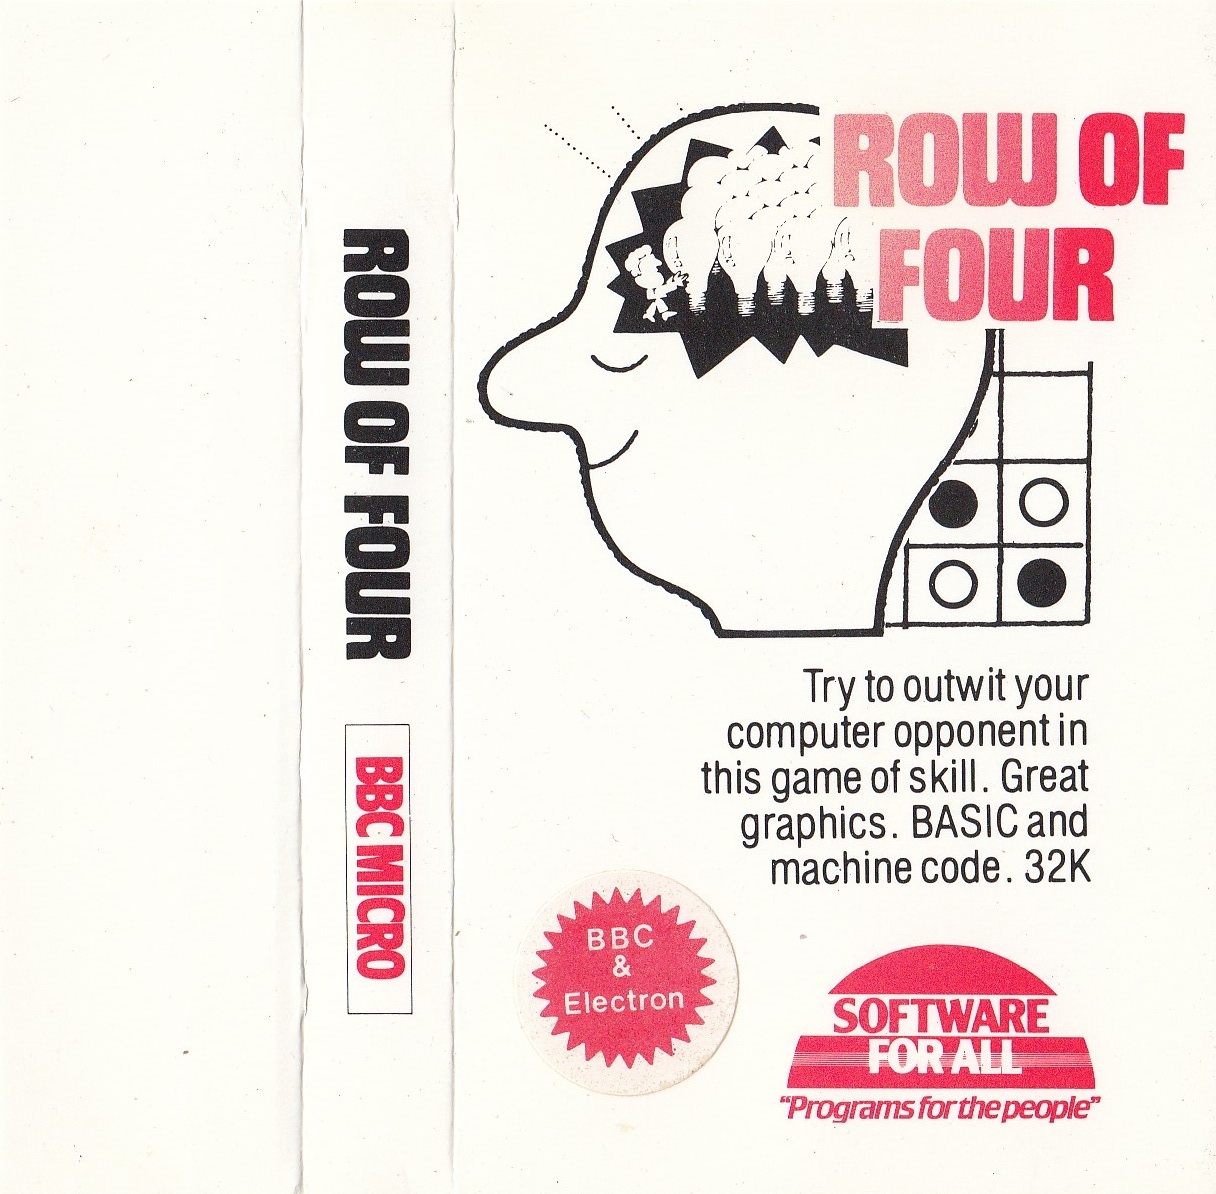 ROW OF FOUR
BBC MICRO
ROW OF
FOUR
Try to outwit your
computer opponent in
this game of skill. Great
graphics. BASIC and
machine code. 32K
BBC
&
Electron
SOFTWARE
FOR ALL
"Programs for the people"